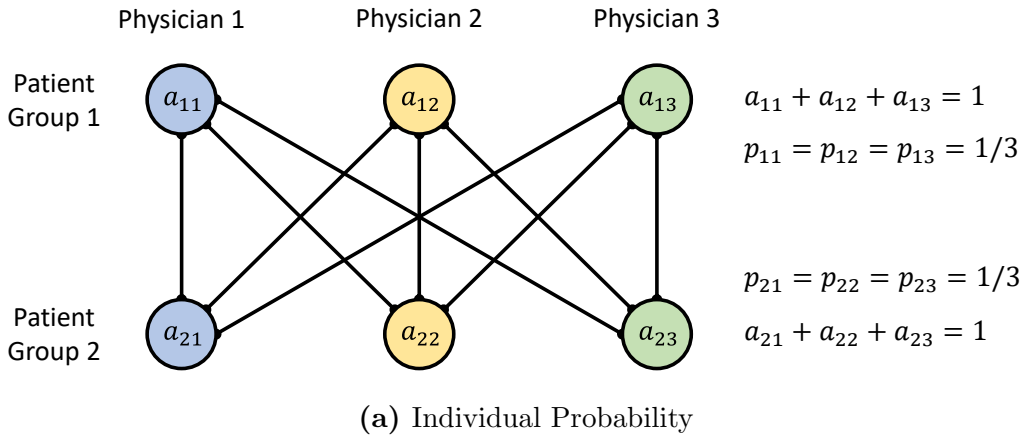 Physician 1 Physician 2 Physician 3
Patient
Group 1
a₁₁ a₁₂ a₁₃
a₁₁ + a₁₂ + a₁₃ = 1
p₁₁ = p₁₂ = p₁₃ = 1/3
p₂₁ = p₂₂ = p₂₃ = 1/3
Patient
Group 2
a₂₁ a₂₂ a₂₃
a₂₁ + a₂₂ + a₂₃ = 1
(a) Individual Probability